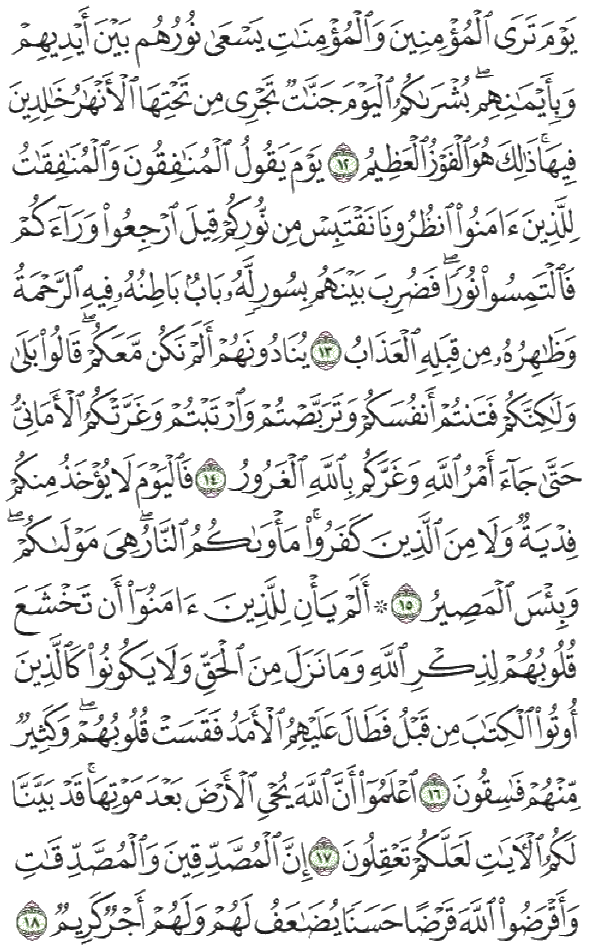 يَوْمَ تَرَى ٱلْمُؤْمِنِينَ وَٱلْمُؤْمِنَٰتِ يَسْعَىٰ نُورُهُم بَيْنَ أَيْدِيهِمْ
وَبِأَيْمَٰنِهِمۖ بُشْرَىٰكُمُ ٱلْيَوْمَ جَنَّٰتٌ تَجْرِى مِن تَحْتِهَا ٱلْأَنْهَٰرُ خَٰلِدِينَ
فِيهَاۚ ذَٰلِكَ هُوَ ٱلْفَوْزُ ٱلْعَظِيمُ ١٢ يَوْمَ يَقُولُ ٱلْمُنَٰفِقُونَ وَٱلْمُنَٰفِقَٰتُ
لِلَّذِينَ ءَامَنُوا۟ ٱنظُرُونَا نَقْتَبِسْ مِن نُّورِكُمْ قِيلَ ٱرْجِعُوا۟ وَرَآءَكُمْ
فَٱلْتَمِسُوا۟ نُورًاۖ فَضُرِبَ بَيْنَهُم بِسُورٍ لَّهُۥ بَابٌۢ بَاطِنُهُۥ فِيهِ ٱلرَّحْمَةُ
وَظَٰهِرُهُۥ مِن قِبَلِهِ ٱلْعَذَابُ ١٣ يُنَادُونَهُمْ أَلَمْ نَكُن مَّعَكُمْۖ قَالُوا۟ بَلَىٰ
وَلَٰكِنَّكُمْ فَتَنتُمْ أَنفُسَكُمْ وَتَرَبَّصْتُمْ وَٱرْتَبْتُمْ وَغَرَّتْكُمُ ٱلْأَمَانِىُّ
حَتَّىٰ جَآءَ أَمْرُ ٱللَّهِ وَغَرَّكُم بِٱللَّهِ ٱلْغَرُورُ ١٤ فَٱلْيَوْمَ لَا يُؤْخَذُ مِنكُمْ
فِدْيَةٌ وَلَا مِنَ ٱلَّذِينَ كَفَرُوا۟ۚ مَأْوَىٰكُمُ ٱلنَّارُۖ هِىَ مَوْلَىٰكُمْۖ
وَبِئْسَ ٱلْمَصِيرُ ١٥ ۞ أَلَمْ يَأْنِ لِلَّذِينَ ءَامَنُوٓا۟ أَن تَخْشَعَ
قُلُوبُهُمْ لِذِكْرِ ٱللَّهِ وَمَا نَزَلَ مِنَ ٱلْحَقِّ وَلَا يَكُونُوا۟ كَٱلَّذِينَ
أُوتُوا۟ ٱلْكِتَٰبَ مِن قَبْلُ فَطَالَ عَلَيْهِمُ ٱلْأَمَدُ فَقَسَتْ قُلُوبُهُمْۖ وَكَثِيرٌ
مِّنْهُمْ فَٰسِقُونَ ١٦ ٱعْلَمُوٓا۟ أَنَّ ٱللَّهَ يُحْىِ ٱلْأَرْضَ بَعْدَ مَوْتِهَاۚ قَدْ بَيَّنَّا
لَكُمُ ٱلْءَايَٰتِ لَعَلَّكُمْ تَعْقِلُونَ ١٧ إِنَّ ٱلْمُصَّدِّقِينَ وَٱلْمُصَّدِّقَٰتِ
وَأَقْرَضُوا۟ ٱللَّهَ قَرْضًا حَسَنًا يُضَٰعَفُ لَهُمْ وَلَهُمْ أَجْرٌ كَرِيمٌ ١٨